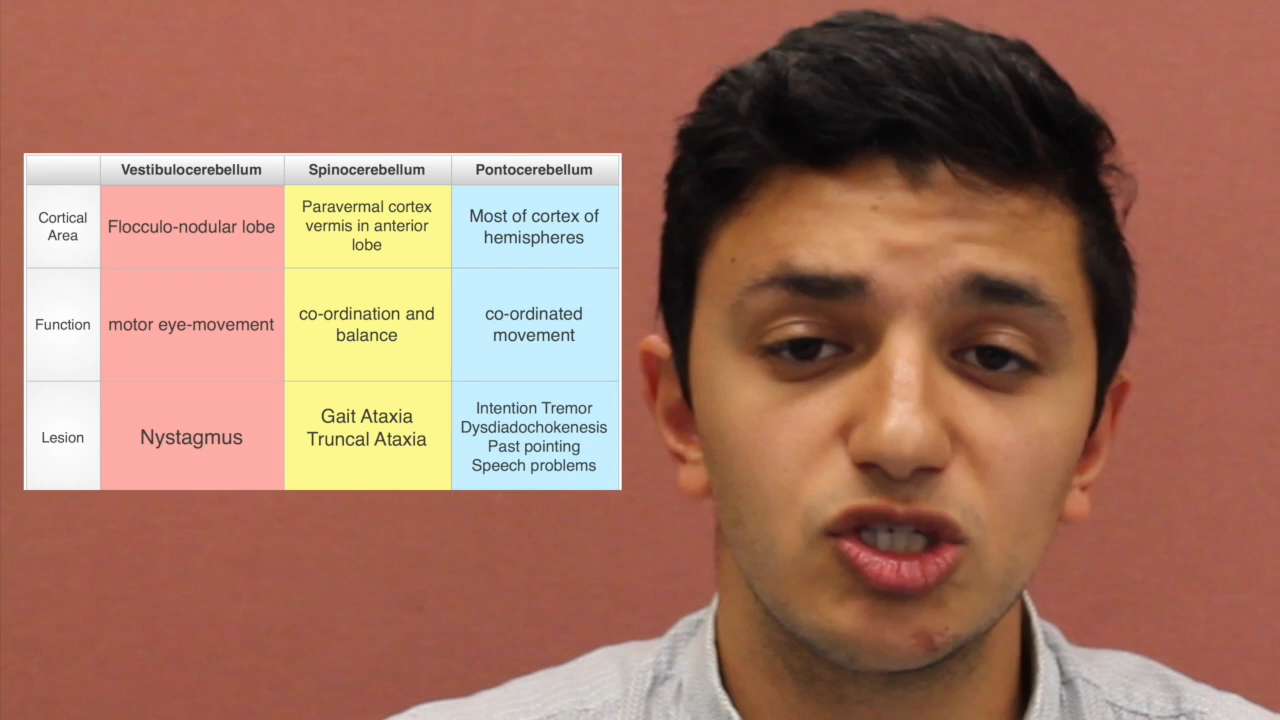 Vestibulocerebellum Spinocerebellum Pontocerebellum
Cortical
Area
Flocculo-nodular lobe
Paravermal cortex
vermis in anterior
lobe
Most of cortex of
hemispheres
Function
motor eye-movement
co-ordination and
balance
co-ordinated
movement
Lesion
Nystagmus
Gait Ataxia
Truncal Ataxia
Intention Tremor
Dysdiadochokenesis
Past pointing
Speech problems